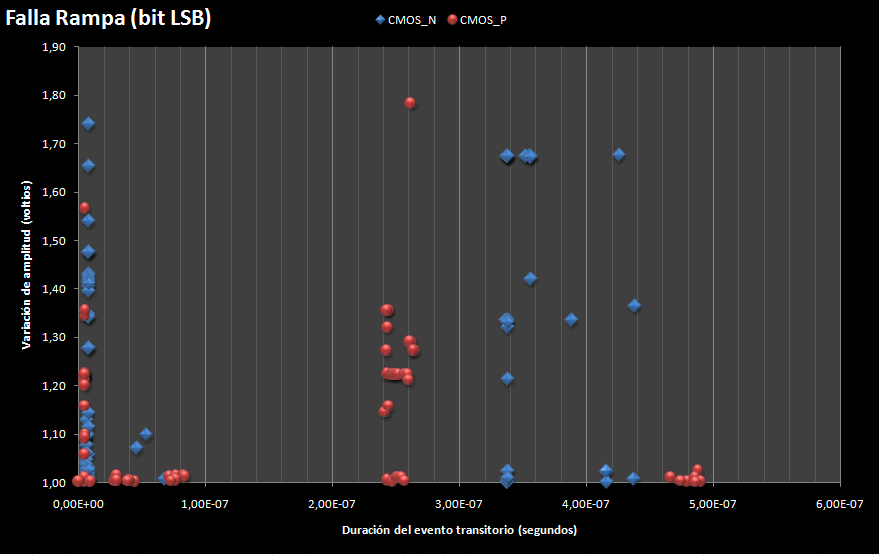 Falla Rampa (bit LSB)
CMOS_N CMOS_P
1,90
1,80
1,70
1,60
1,50
1,40
1,30
1,20
1,10
1,00
Variación de amplitud (voltios)
0,00E+00 1,00E-07 2,00E-07 3,00E-07 4,00E-07 5,00E-07 6,00E-07
Duración del evento transitorio (segundos)